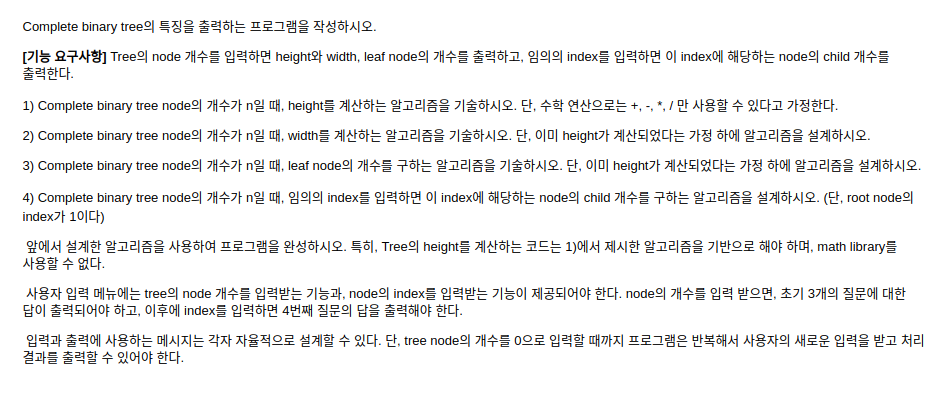 Complete binary tree의 특징을 출력하는 프로그램을 작성하시오.
[기능 요구사항] Tree의 node 개수를 입력하면 height와 width, leaf node의 개수를 출력하고, 임의의 index를 입력하면 이 index에 해당하는 node의 child 개수를
출력한다.
1) Complete binary tree node의 개수가 n일 때, height를 계산하는 알고리즘을 기술하시오. 단, 수학 연산으로는 +, -, *, / 만 사용할 수 있다고 가정한다.
2) Complete binary tree node의 개수가 n일 때, width를 계산하는 알고리즘을 기술하시오. 단, 이미 height가 계산되었다는 가정 하에 알고리즘을 설계하시오.
3) Complete binary tree node의 개수가 n일 때, leaf node의 개수를 구하는 알고리즘을 기술하시오. 단, 이미 height가 계산되었다는 가정 하에 알고리즘을 설계하시오.
4) Complete binary tree node의 개수가 n일 때, 임의의 index를 입력하면 이 index에 해당하는 node의 child 개수를 구하는 알고리즘을 설계하시오. (단, root node의
index가 1이다)
앞에서 설계한 알고리즘을 사용하여 프로그램을 완성하시오. 특히, Tree의 height를 계산하는 코드는 1)에서 제시한 알고리즘을 기반으로 해야 하며, math library를
사용할 수 없다.
사용자 입력 메뉴에는 tree의 node 개수를 입력받는 기능과, node의 index를 입력받는 기능이 제공되어야 한다. node의 개수를 입력 받으면, 초기 3개의 질문에 대한
답이 출력되어야 하고, 이후에 index를 입력하면 4번째 질문의 답을 출력해야 한다.
입력과 출력에 사용하는 메시지는 각자 자율적으로 설계할 수 있다. 단, tree node의 개수를 0으로 입력할 때까지 프로그램은 반복해서 사용자의 새로운 입력을 받고 처리
결과를 출력할 수 있어야 한다.